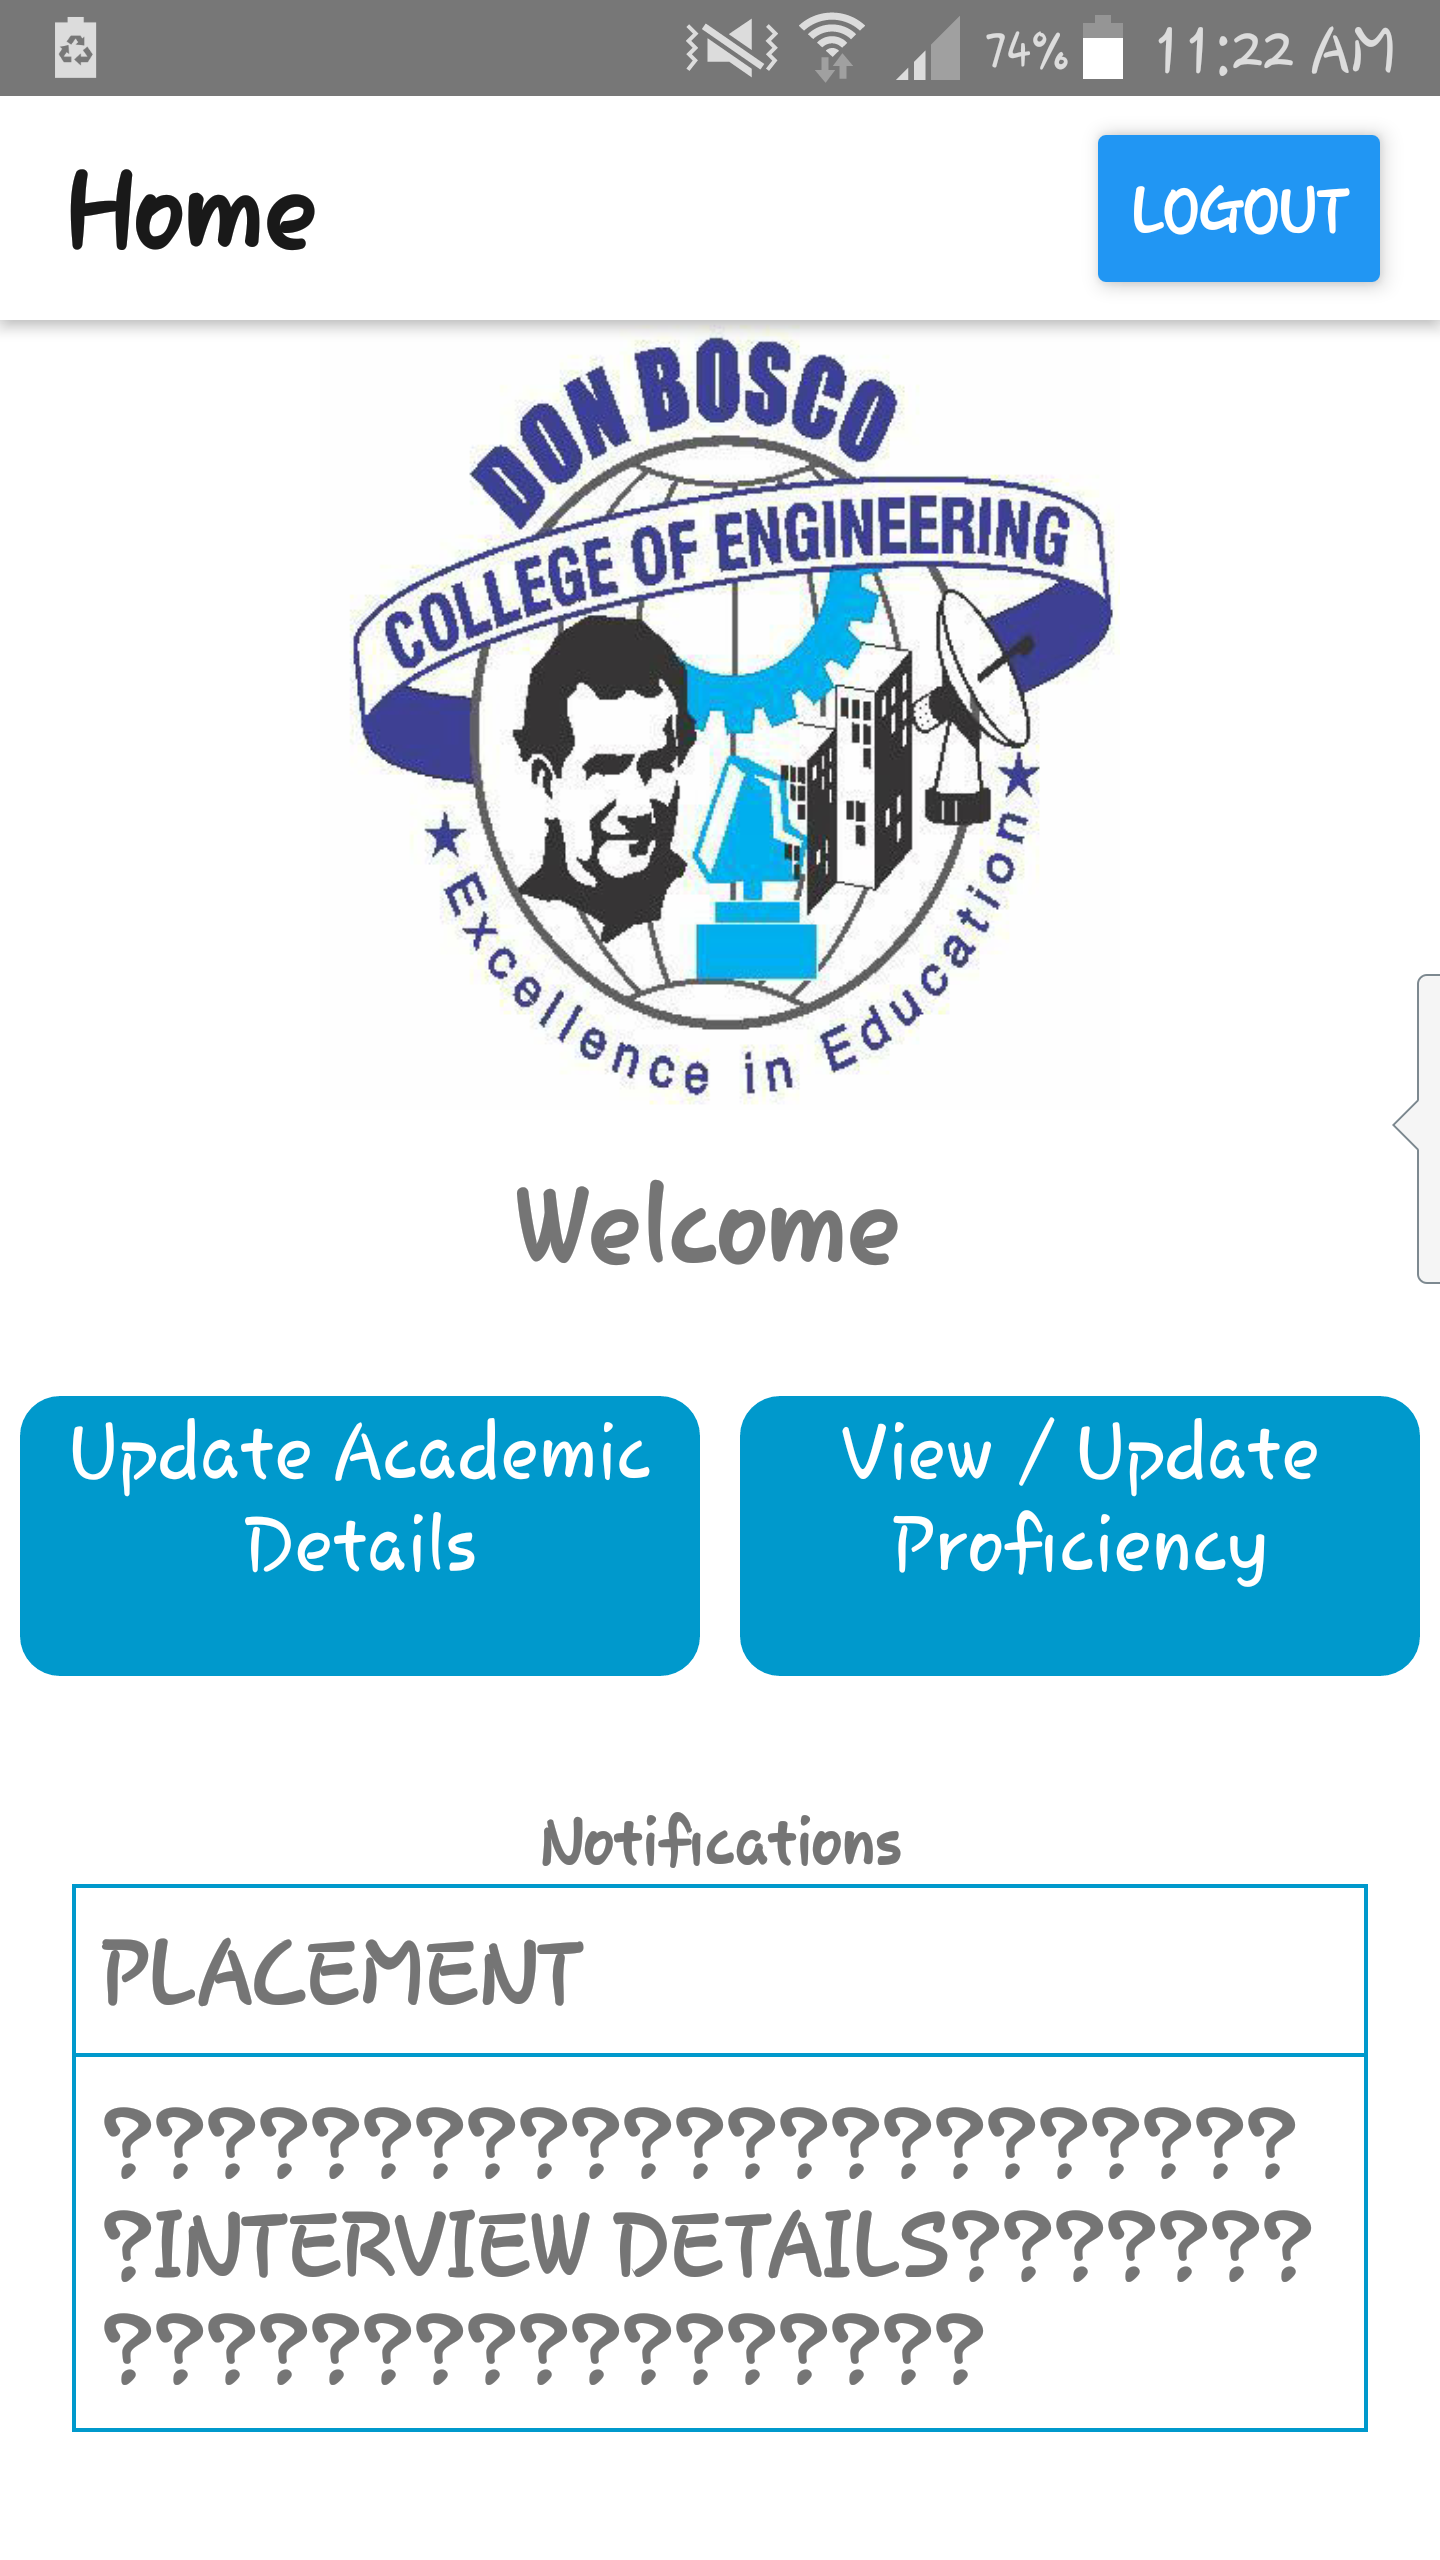 74% 11:22 AM
Home
LOGOUT
DON BOSCO
COLLEGE OF ENGINEERING
★ Excellence in Education ★
Welcome
Update Academic
Details
View / Update
Proficiency
Notifications
PLACEMENT
???????????????????????
?INTERVIEW DETAILS???????
?????????????????